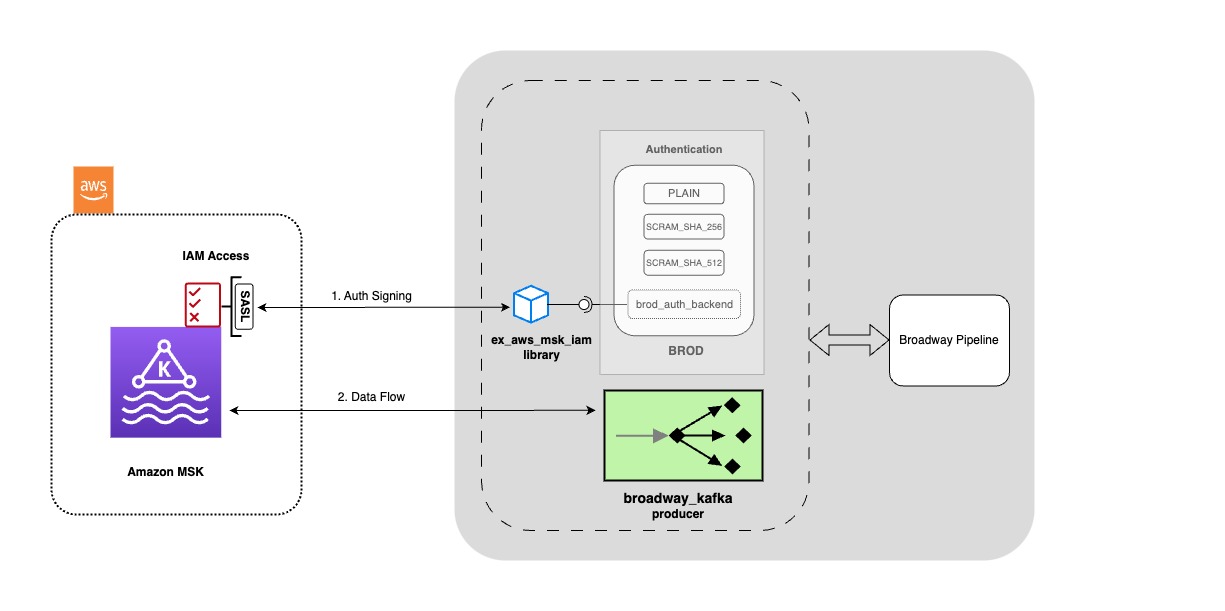 aws
IAM Access
SASL
K
Amazon MSK
1. Auth Signing
2. Data Flow
ex_aws_msk_iam
library
Authentication
PLAIN
SCRAM_SHA_256
SCRAM_SHA_512
brod_auth_backend
BROD
broadway_kafka
producer
Broadway Pipeline